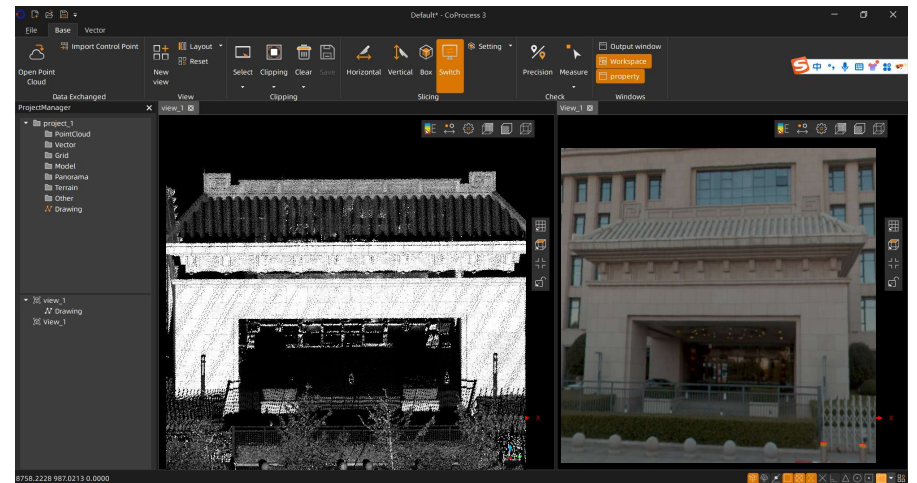 Default* - CoProcess 3
File Base Vector
Open Point Cloud
Import Control Point
Data Exchanged
New view
Layout
Reset
View
Select
Clipping
Clear
Save
Clipping
Horizontal
Vertical
Box
Switch
Setting
Slicing
Precision
Measure
Check
Output window
Workspace
property
Windows
中
ProjectManager
project_1
PointCloud
Vector
Grid
Model
Panorama
Terrain
Other
Drawing
view_1
Drawing
View_1
view_1
E
X
View_1
E
X
8758.2228 987.0213 0.0000